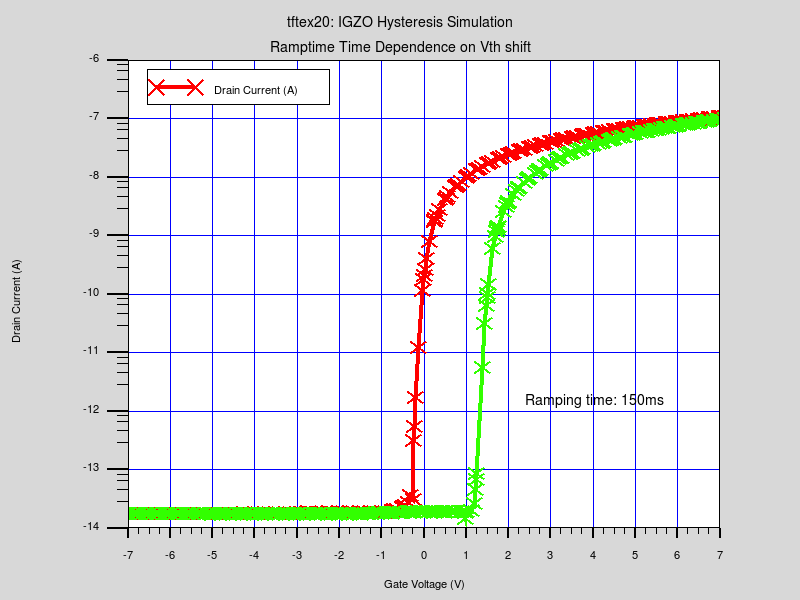 tftex20: IGZO Hysteresis Simulation
Ramptime Time Dependence on Vth shift
Drain Current (A)
-6
-7
-8
-9
-10
-11
-12
-13
-14
Drain Current (A)
Ramping time: 150ms
-7 -6 -5 -4 -3 -2 -1 0 1 2 3 4 5 6 7
Gate Voltage (V)